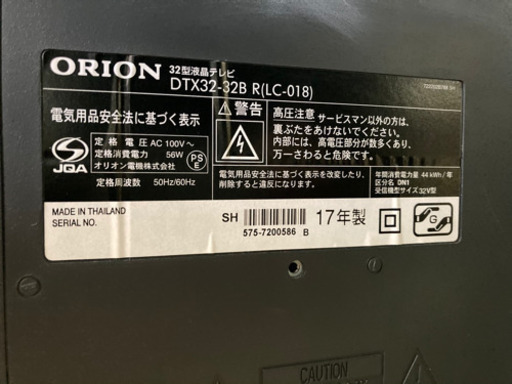 ORION
32型液晶テレビ
DTX32-32B R(LC-018)
電気用品安全法に基づく表示
JQA
定格電圧 AC 100V～
定格消費電力 56W
オリオン電機株式会社
定格周波数 50Hz/60Hz
PSE
警告
高圧注意 サービスマン以外の方は、
裏ぶたをあけないでください。
内部には、高電圧部分が数多くあり、
万一さわると危険です。
電気用品安全法に基づく表示を改変したり、
削除すると違反になります。
年間消費電力量 44 kWh/年
区分名 DN1
受信機型サイズ 32V型
MADE IN THAILAND
SERIAL NO.
SH
575-7200586 B
17年製
G
CAUTION